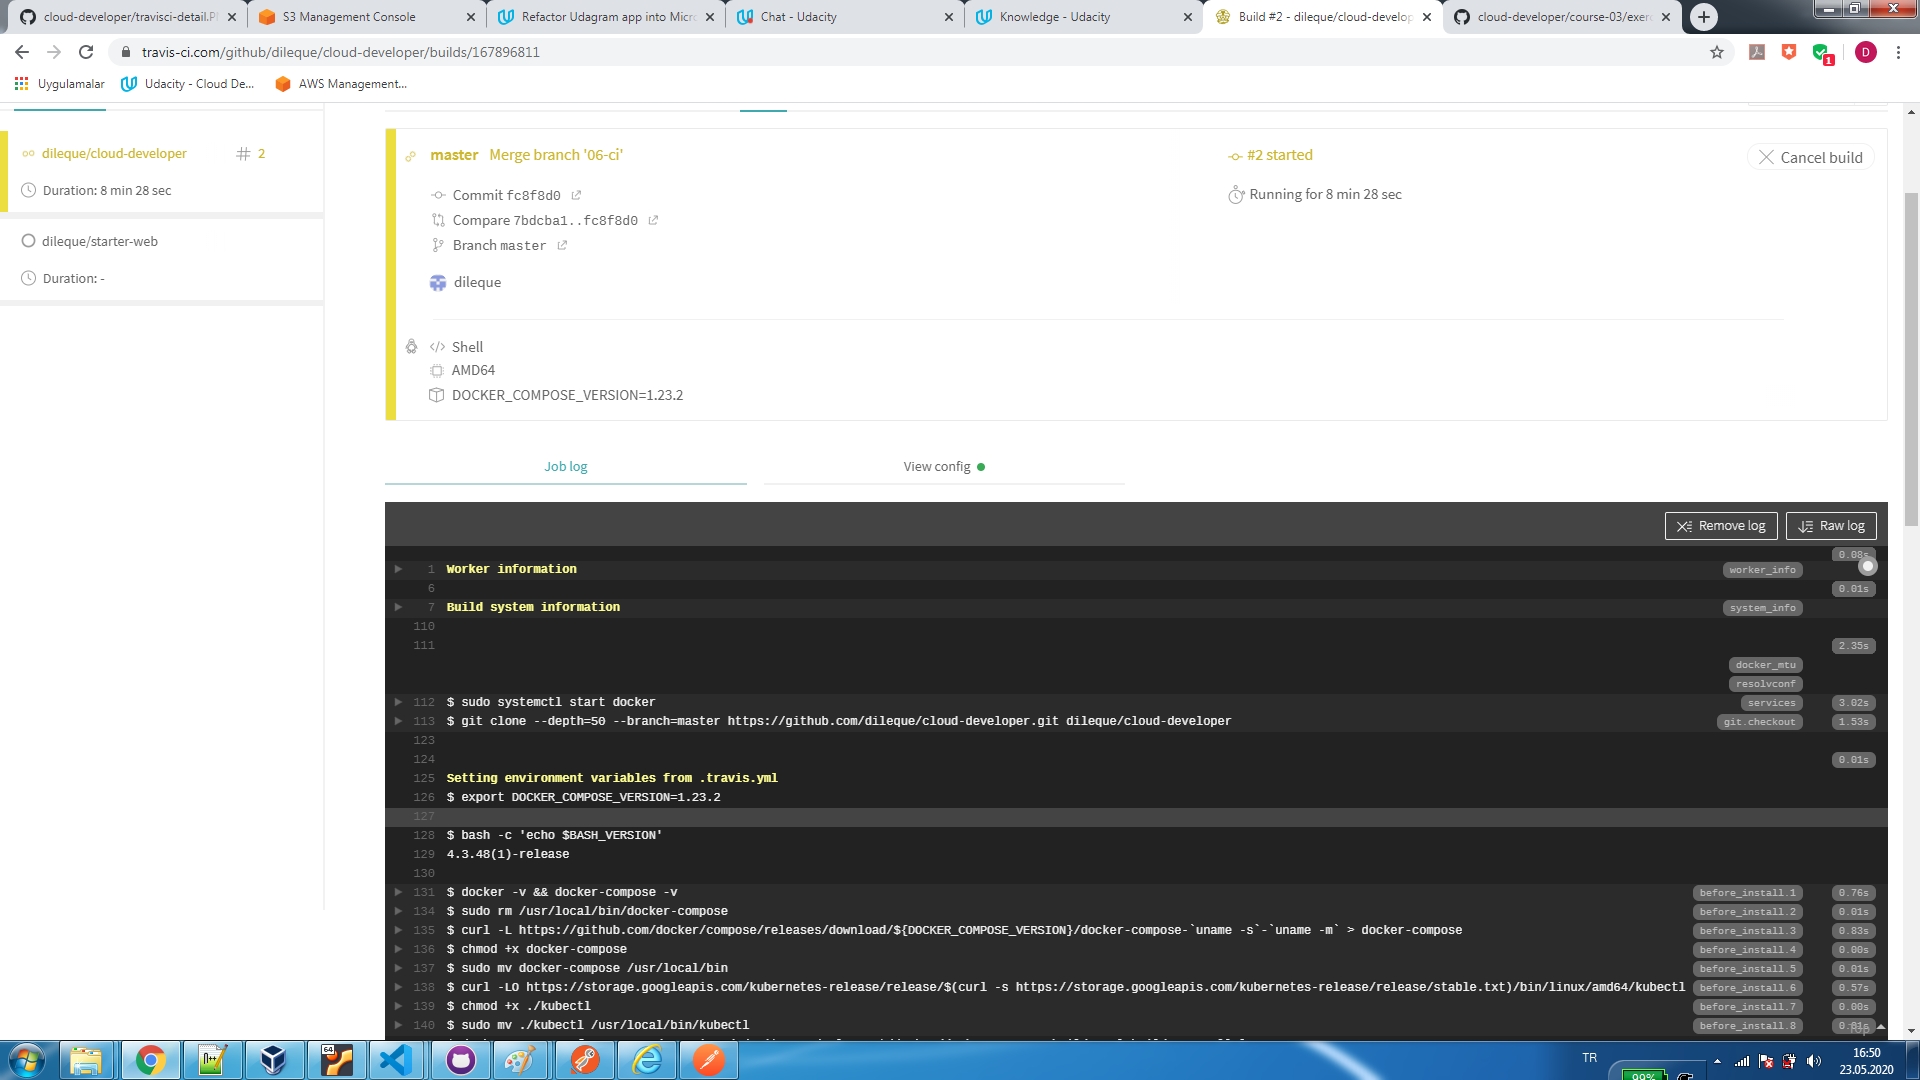 cloud-developer/travisci-detail.P
S3 Management Console
Refactor Udagram app into Micr
Chat - Udacity
Knowledge - Udacity
Build #2 - dileque/cloud-develop
cloud-developer/course-03/exer
travis-ci.com/github/dileque/cloud-developer/builds/167896811
1
D
Uygulamalar
Udacity - Cloud De...
AWS Management...
dileque/cloud-developer
# 2
Duration: 8 min 28 sec
dileque/starter-web
Duration: -
master Merge branch '06-ci'
#2 started
Cancel build
Commit fc8f8d0
Running for 8 min 28 sec
Compare 7bdcba1..fc8f8d0
Branch master
dileque
</> Shell
AMD64
DOCKER_COMPOSE_VERSION=1.23.2
Job log
View config
Remove log
Raw log
0.08s
1 Worker information worker_info
6 0.01s
7 Build system information system_info
110
111 2.35s
docker_mtu
resolvconf
112 $ sudo systemctl start docker services 3.02s
113 $ git clone --depth=50 --branch=master https://github.com/dileque/cloud-developer.git dileque/cloud-developer git.checkout 1.53s
123
124 0.01s
125 Setting environment variables from .travis.yml
126 $ export DOCKER_COMPOSE_VERSION=1.23.2
127
128 $ bash -c 'echo $BASH_VERSION'
129 4.3.48(1)-release
130
131 $ docker -v && docker-compose -v before_install.1 0.76s
134 $ sudo rm /usr/local/bin/docker-compose before_install.2 0.01s
135 $ curl -L https://github.com/docker/compose/releases/download/${DOCKER_COMPOSE_VERSION}/docker-compose-`uname -s`-`uname -m` > docker-compose before_install.3 0.83s
136 $ chmod +x docker-compose before_install.4 0.00s
137 $ sudo mv docker-compose /usr/local/bin before_install.5 0.01s
138 $ curl -LO https://storage.googleapis.com/kubernetes-release/release/$(curl -s https://storage.googleapis.com/kubernetes-release/release/stable.txt)/bin/linux/amd64/kubectl before_install.6 0.57s
139 $ chmod +x ./kubectl before_install.7 0.00s
140 $ sudo mv ./kubectl /usr/local/bin/kubectl before_install.8
Top
64
TR
99%
16:50
23.05.2020